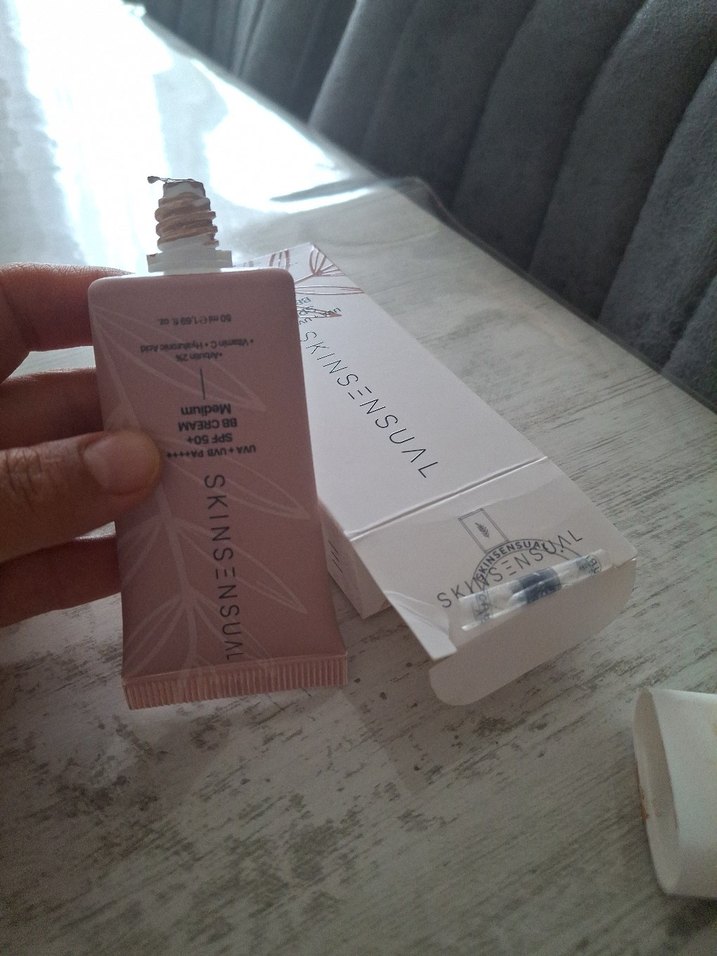 SKINSENSUAL
UVA + UVB PA++++
SPF 50+
BB CREAM
Medium
•Arbutin 2%
• Vitamin C • Hyaluronic Acid
50 ml ℮ 1.69 fl. oz.
SKINSENSUAL
SKINSENSUAL
SKINSENSUAL